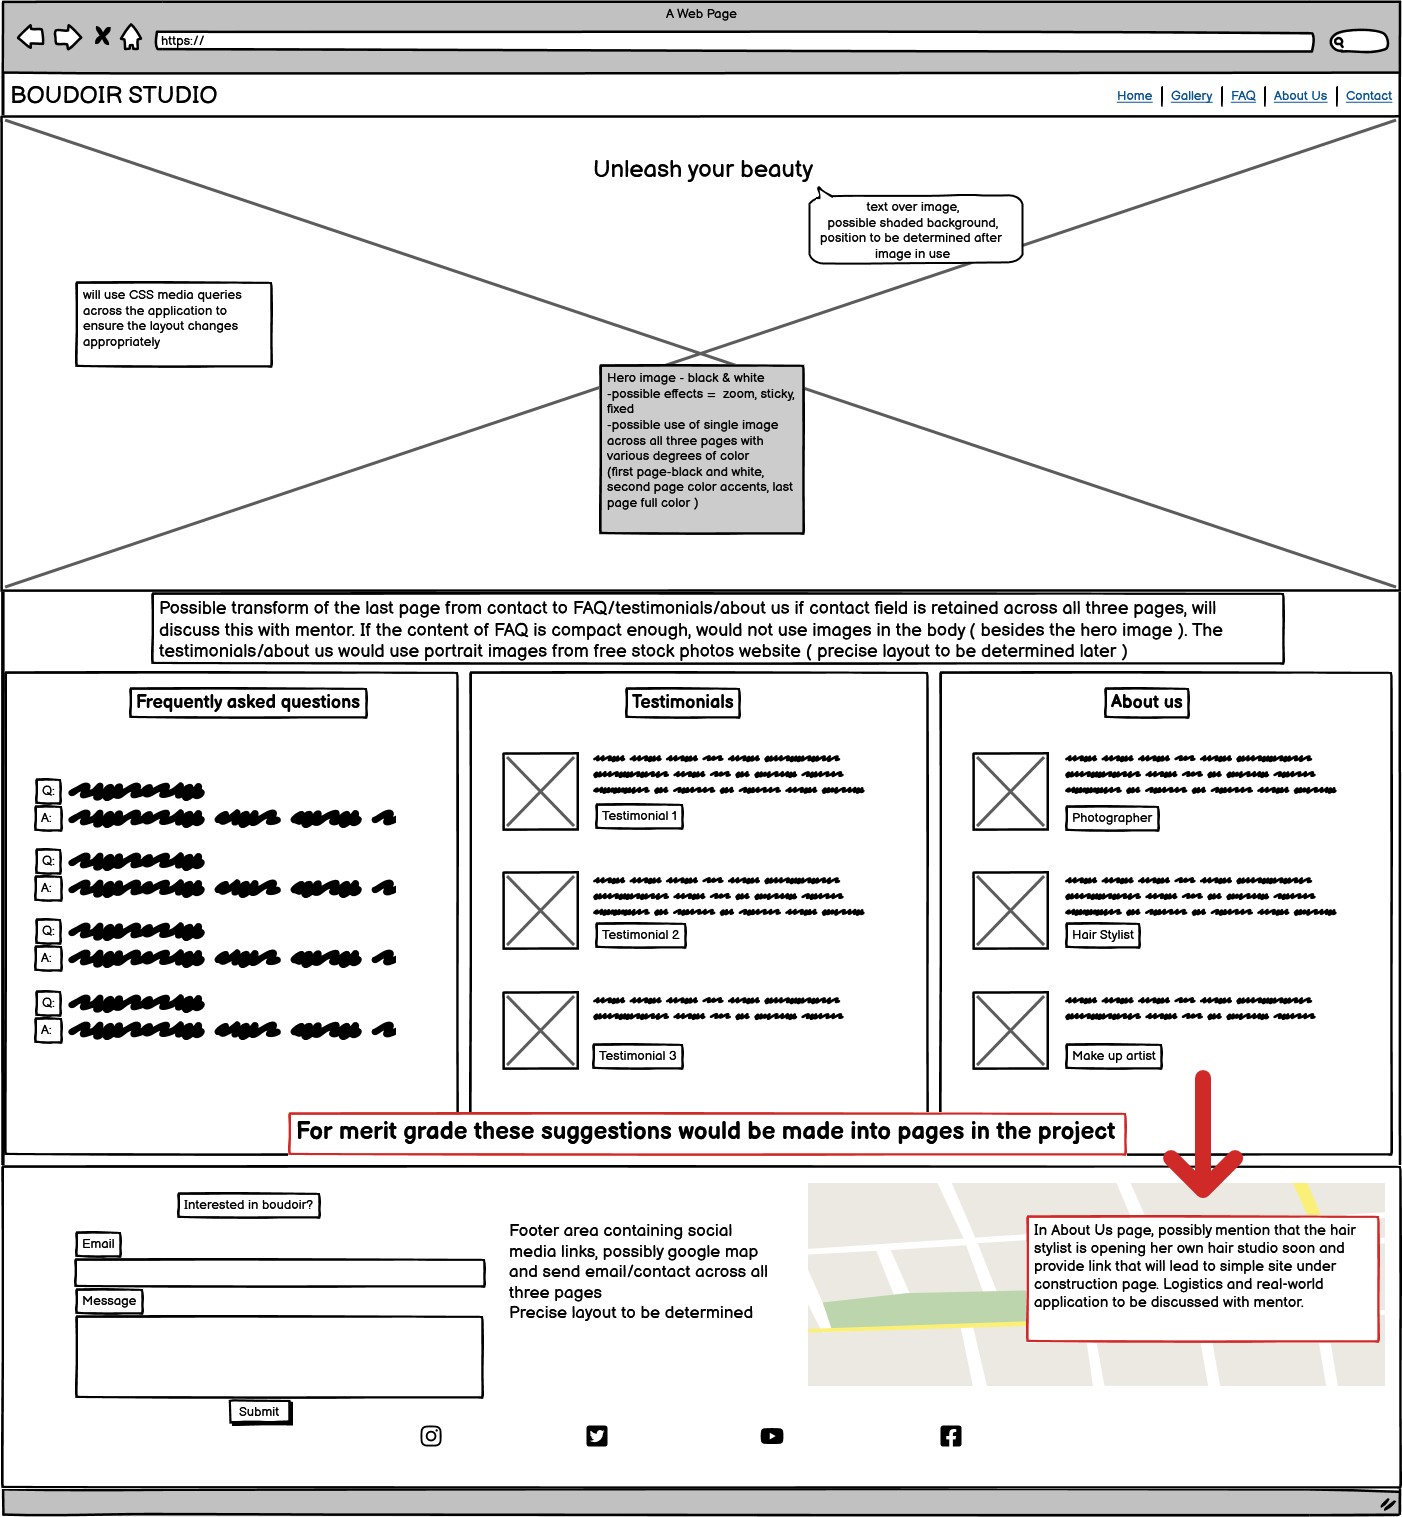 A Web Page
https://
BOUDOIR STUDIO
Home | Gallery | FAQ | About Us | Contact
Unleash your beauty
text over image,
possible shaded background,
position to be determined after
image in use
will use CSS media queries
across the application to
ensure the layout changes
appropriately
Hero image - black & white
-possible effects = zoom, sticky,
fixed
-possible use of single image
across all three pages with
various degrees of color
(first page-black and white,
second page color accents, last
page full color )
Possible transform of the last page from contact to FAQ/testimonials/about us if contact field is retained across all three pages, will
discuss this with mentor. If the content of FAQ is compact enough, would not use images in the body ( besides the hero image ). The
testimonials/about us would use portrait images from free stock photos website ( precise layout to be determined later )
Frequently asked questions
Q:
A:
Q:
A:
Q:
A:
Q:
A:
Testimonials
Testimonial 1
Testimonial 2
Testimonial 3
About us
Photographer
Hair Stylist
Make up artist
For merit grade these suggestions would be made into pages in the project
Interested in boudoir?
Email
Message
Submit
Footer area containing social
media links, possibly google map
and send email/contact across all
three pages
Precise layout to be determined
In About Us page, possibly mention that the hair
stylist is opening her own hair studio soon and
provide link that will lead to simple site under
construction page. Logistics and real-world
application to be discussed with mentor.